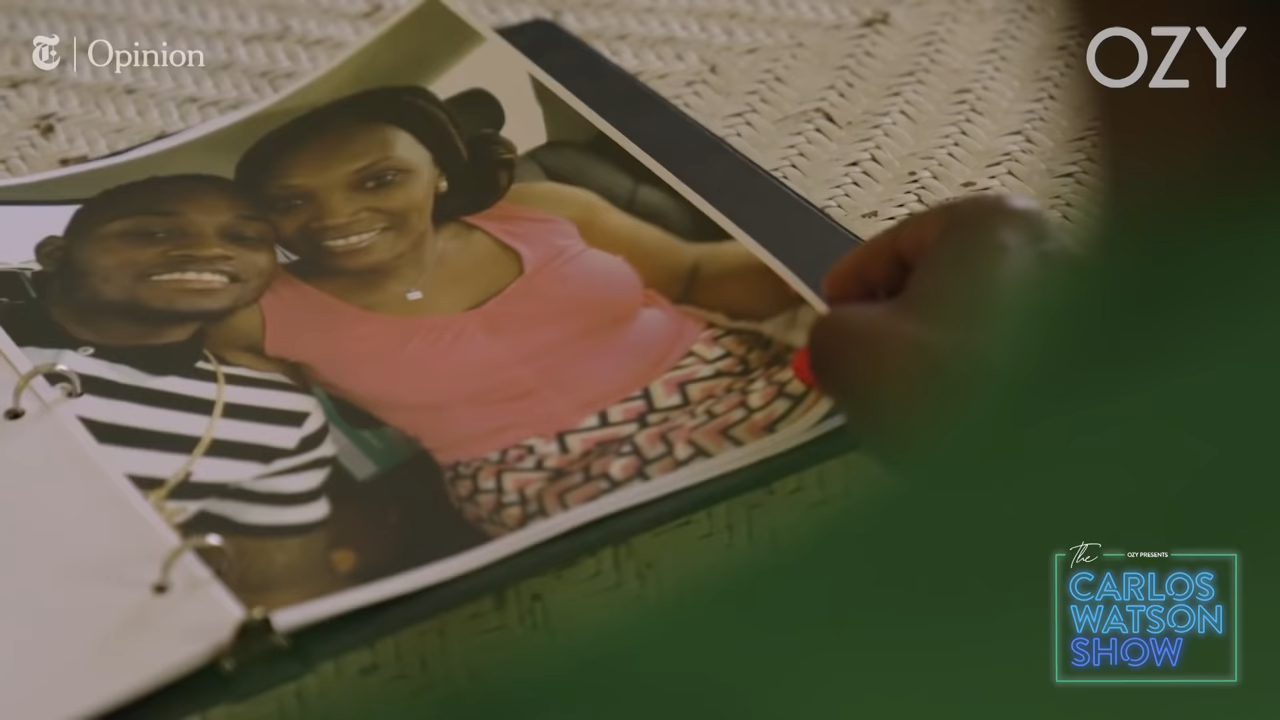 T | Opinion
OZY
The
OZY PRESENTS
CARLOS
WATSON
SHOW